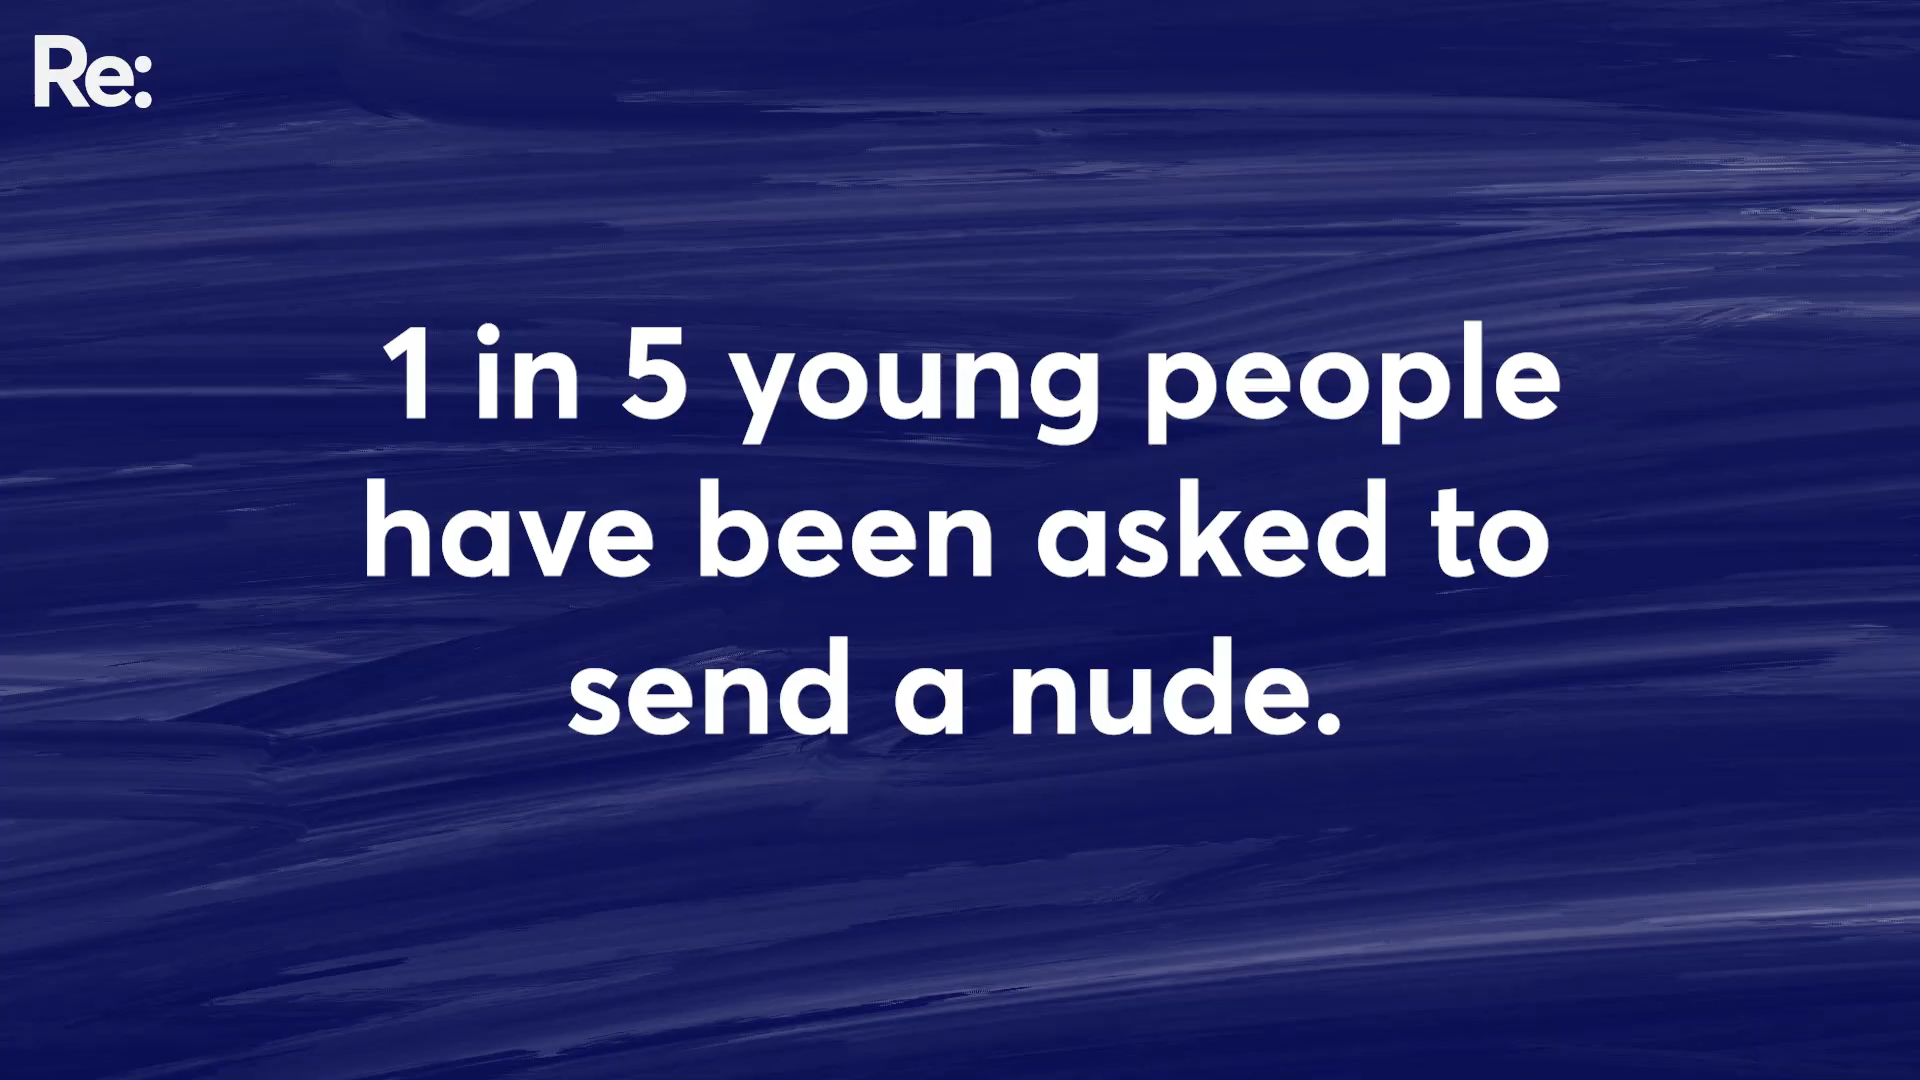 Re:
1 in 5 young people
have been asked to
send a nude.